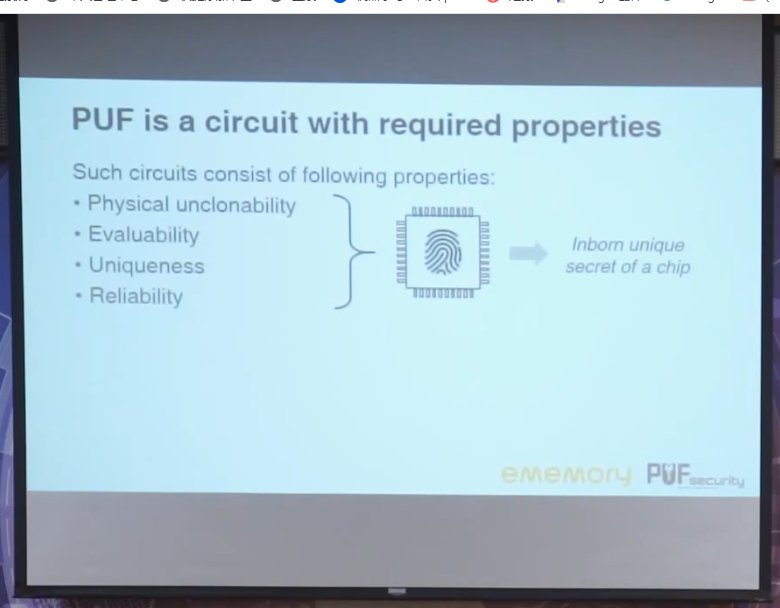 PUF is a circuit with required properties
Such circuits consist of following properties:
• Physical unclonability
• Evaluability
• Uniqueness
• Reliability
Inborn unique
secret of a chip
ememory PUFsecurity